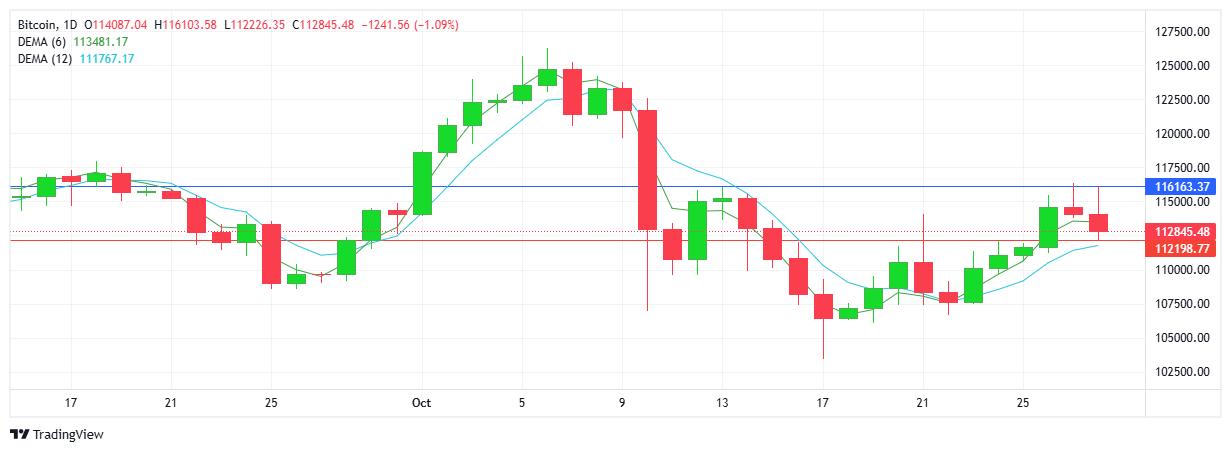 Bitcoin, 1D O114087.04 H116103.58 L112226.35 C112845.48 −1241.56 (−1.09%)
DEMA (6) 113481.17
DEMA (12) 111767.17
127500.00
125000.00
122500.00
120000.00
117500.00
116163.37
115000.00
112845.48
112198.77
110000.00
107500.00
105000.00
102500.00
17 21 25 Oct 5 9 13 17 21 25
TradingView